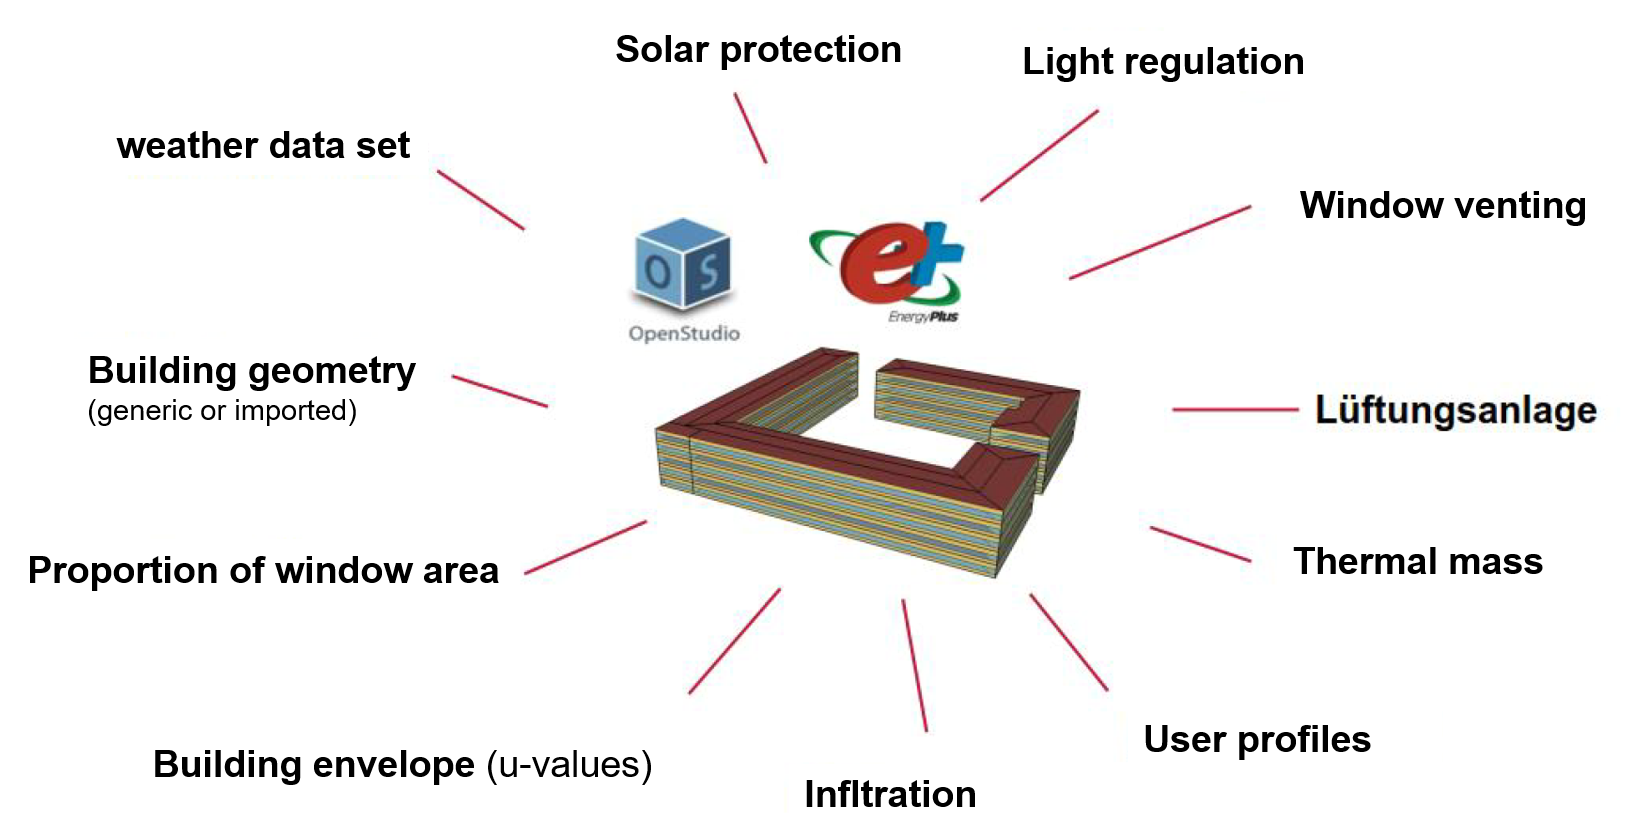 Solar protection
Light regulation
weather data set
Window venting
OS
e+
EnergyPlus
OpenStudio
Building geometry
(generic or imported)
Lüftungsanlage
Proportion of window area
Thermal mass
User profiles
Building envelope (u-values)
Infltration